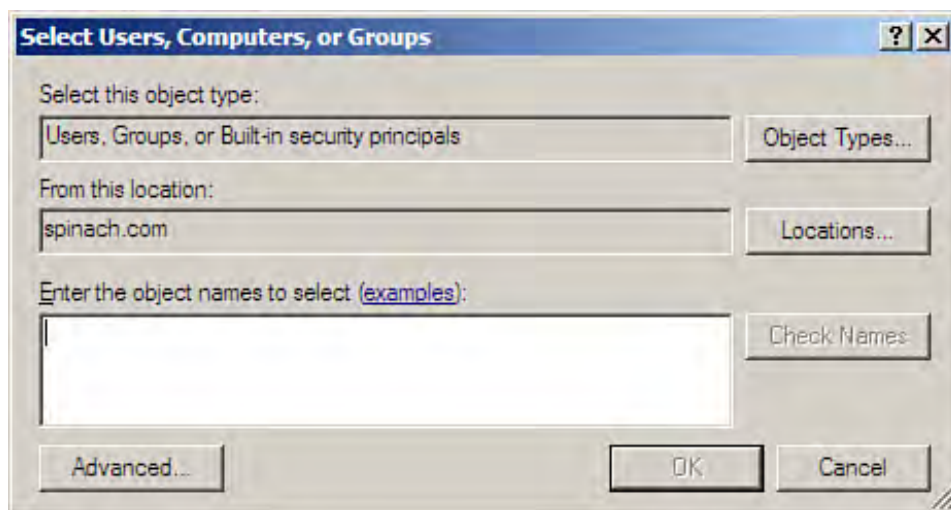 Select Users, Computers, or Groups
Select this object type:
Users, Groups, or Built-in security principals
Object Types...
From this location:
spinach.com
Locations...
Enter the object names to select (examples):
Check Names
Advanced...
OK
Cancel